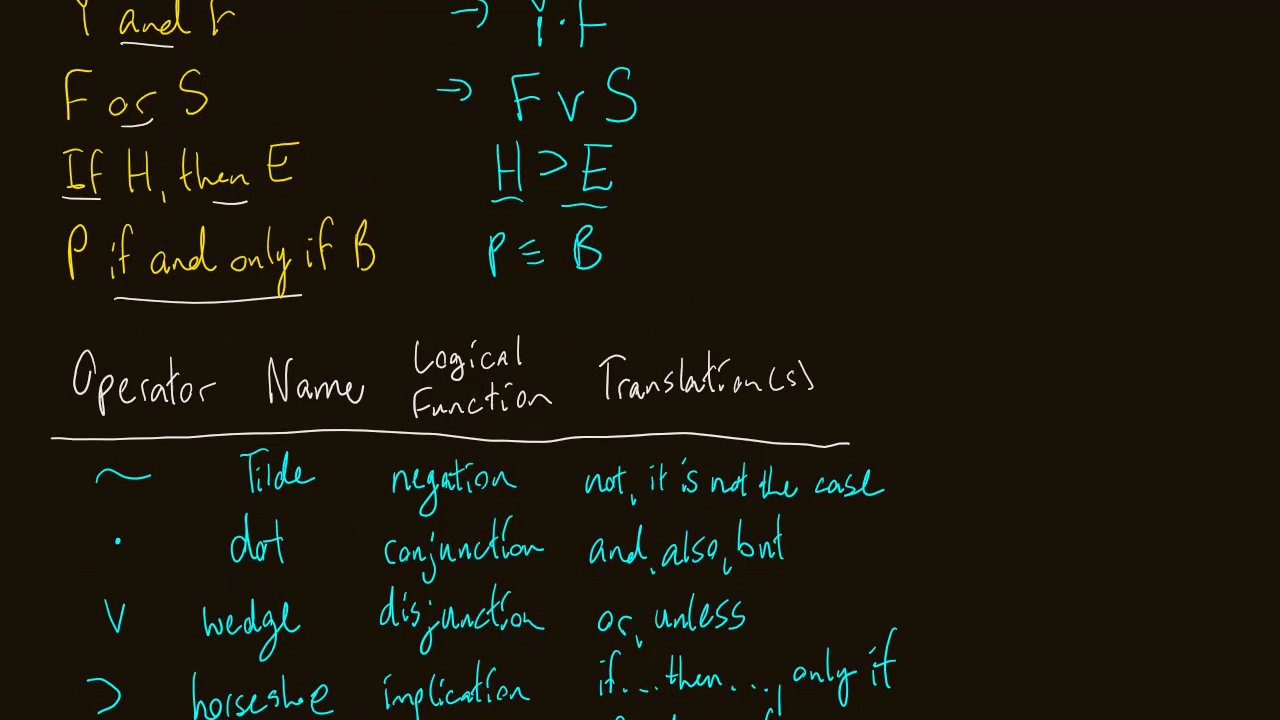 Y and F → Y · F
F or S → F v S
If H, then E H ⊃ E
P if and only if B P ≡ B
Operator Name Logical Function Translation(s)
~ Tilde negation not, it is not the case
· dot conjunction and, also, but
v wedge disjunction or, unless
⊃ horseshoe implication if...then..., only if